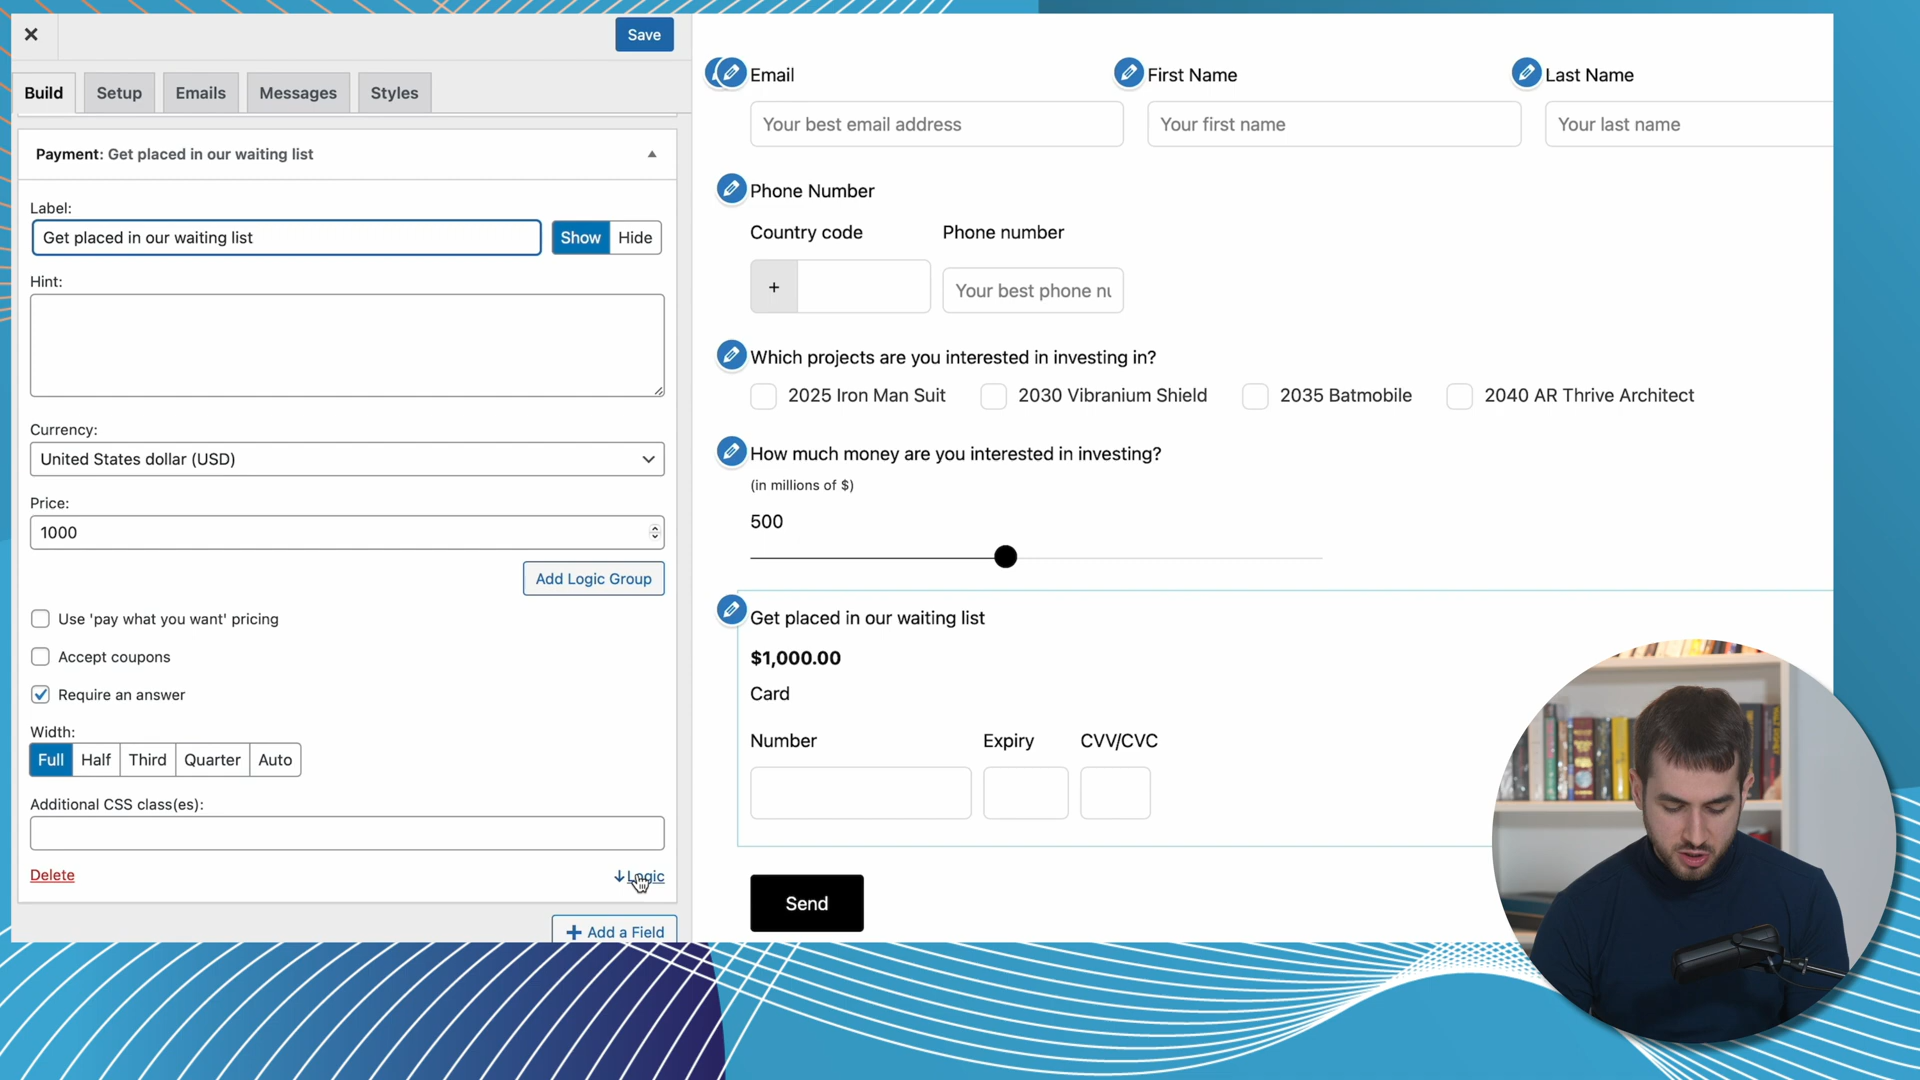 Save
Build
Setup
Emails
Messages
Styles
Payment: Get placed in our waiting list
Label:
Get placed in our waiting list
Show
Hide
Hint:
Currency:
United States dollar (USD)
Price:
1000
Add Logic Group
Use 'pay what you want' pricing
Accept coupons
Require an answer
Width:
Full
Half
Third
Quarter
Auto
Additional CSS class(es):
Delete
Logic
Add a Field
Email
First Name
Last Name
Your best email address
Your first name
Your last name
Phone Number
Country code
Phone number
+
Your best phone nu
Which projects are you interested in investing in?
2025 Iron Man Suit
2030 Vibranium Shield
2035 Batmobile
2040 AR Thrive Architect
How much money are you interested in investing?
(in millions of $)
500
Get placed in our waiting list
$1,000.00
Card
Number
Expiry
CVV/CVC
Send